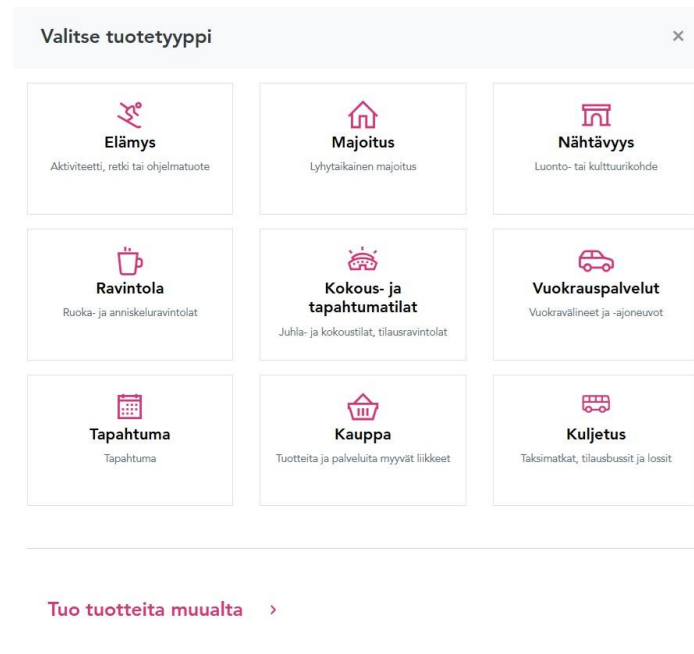 Valitse tuotetyyppi
×
Elämys
Aktiviteetti, retki tai ohjelmatuote
Majoitus
Lyhytaikainen majoitus
Nähtävyys
Luonto- tai kulttuurikohde
Ravintola
Ruoka- ja anniskeluravintolat
Kokous- ja
tapahtumatilat
Juhla- ja kokoustilat, tilausravintolat
Vuokrauspalvelut
Vuokravälineet ja -ajoneuvot
Tapahtuma
Tapahtuma
Kauppa
Tuotteita ja palveluita myyvät liikkeet
Kuljetus
Taksimatkat, tilausbussit ja lossit
Tuo tuotteita muualta >